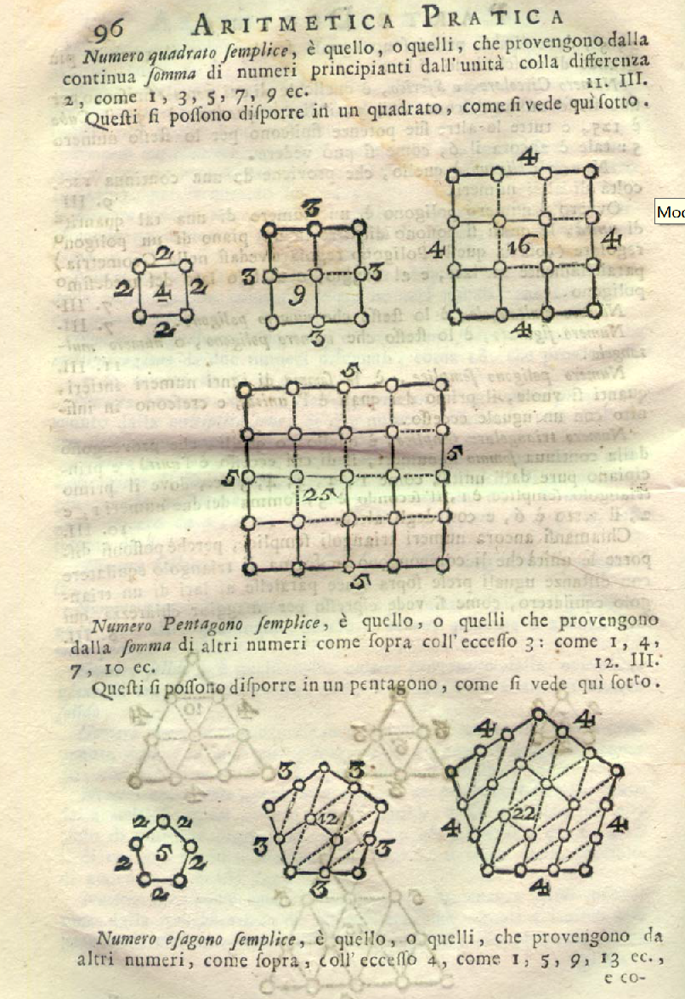 96 ARITMETICA PRATICA
Numero quadrato ſemplice, è quello, o quelli, che provengono dalla
continua ſomma di numeri principianti dall'unità colla differenza
2, come 1, 3, 5, 7, 9 ec. 11. III.
Queſti ſi poſſono diſporre in un quadrato, come ſi vede quì ſotto.
4
3
4 16 4
2
2 4 2
2
3 9 3
3
4
5
5
5
25
5
Numero Pentagono ſemplice, è quello, o quelli che provengono
dalla ſomma di altri numeri come ſopra coll'ecceſſo 3: come 1, 4,
7, 10 ec. 12. III.
Queſti ſi poſſono diſporre in un pentagono, come ſi vede quì ſotto.
4 4
3 3
2 2
5
2 2
2
12
3 3
3
22
4 4
4
Numero eſagono ſemplice, è quello, o quelli, che provengono da
altri numeri, come ſopra, coll'ecceſſo 4, come 1, 5, 9, 13 ec.,
e co-
Moc